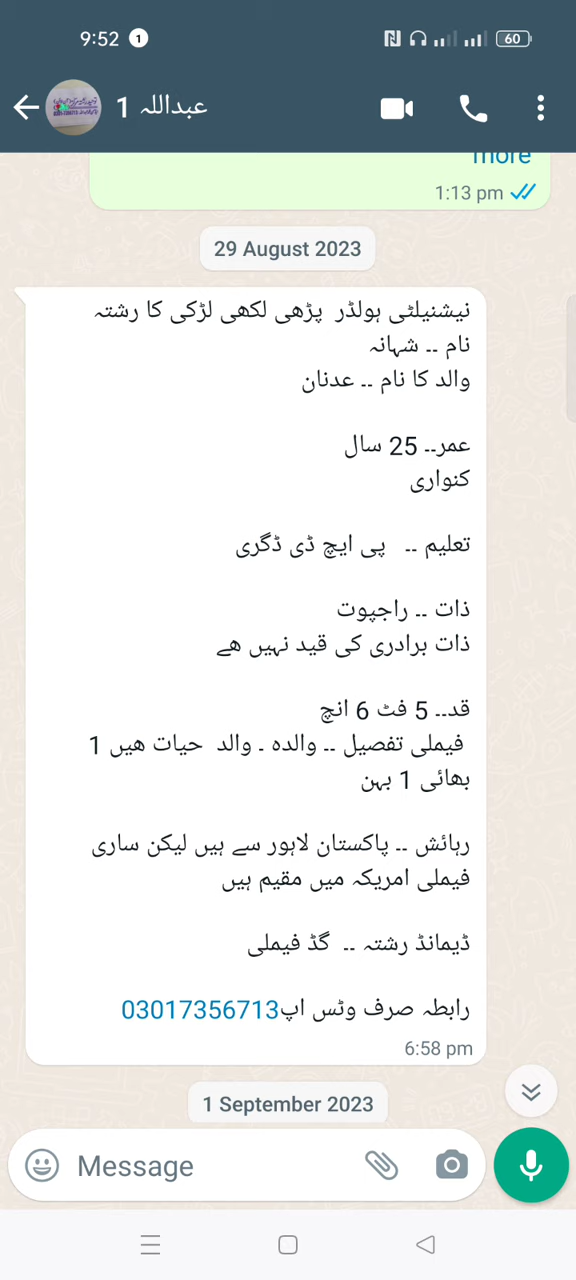 9:52 1
60
عبداللہ 1
more
1:13 pm
29 August 2023
نیشنیلٹی ہولڈر پڑھی لکھی لڑکی کا رشتہ
نام -- شہانہ
والد کا نام -- عدنان
عمر-- 25 سال
کنواری
تعلیم -- پی ایچ ڈی ڈگری
ذات -- راجپوت
ذات برادری کی قید نہیں ھے
قد-- 5 فٹ 6 انچ
فیملی تفصیل -- والدہ ۔ والد حیات ھیں 1
بھائی 1 بہن
رہائش -- پاکستان لاہور سے ہیں لیکن ساری
فیملی امریکہ میں مقیم ہیں
ڈیمانڈ رشتہ -- گڈ فیملی
رابطہ صرف وٹس اپ03017356713
6:58 pm
1 September 2023
Message